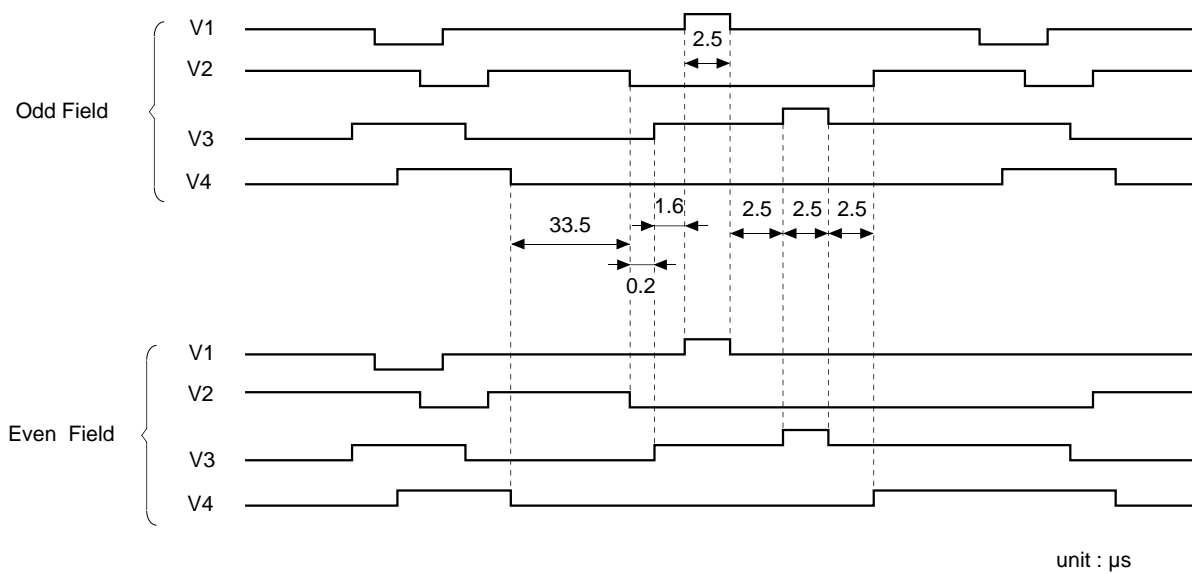 V1
2.5
V2
Odd Field
V3
V4
1.6
2.5 2.5 2.5
33.5
0.2
V1
V2
Even Field
V3
V4
unit : μs